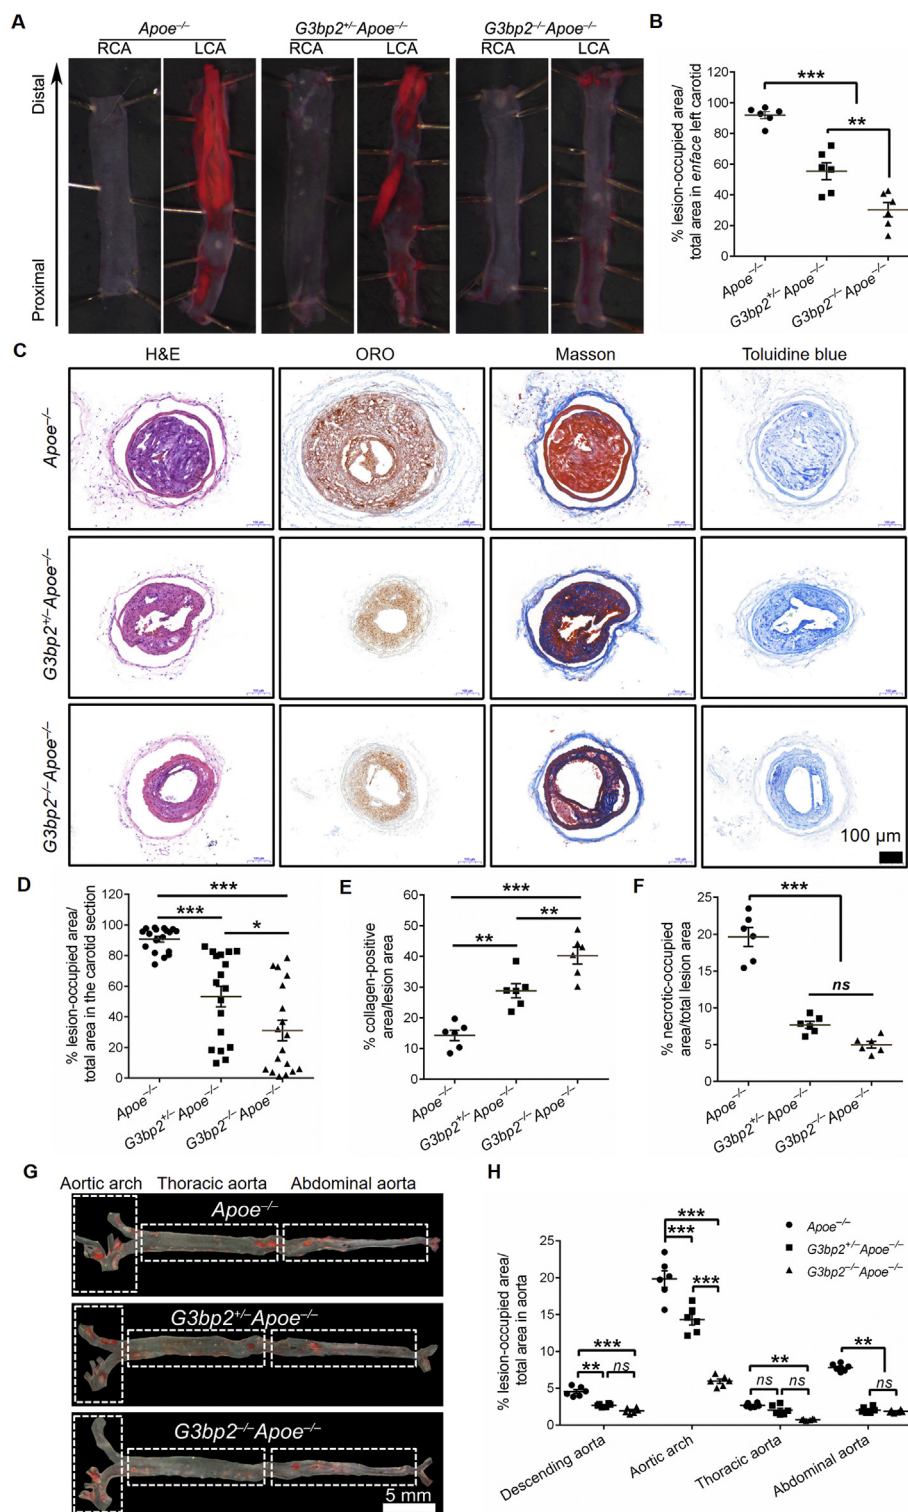 A
Apoe–/–
G3bp2+/–Apoe–/–
G3bp2–/–Apoe–/–
RCA LCA RCA LCA RCA LCA
Distal
Proximal
B
% lesion-occupied area/
total area in enface left carotid
120
100
80
60
40
20
0
***
**
Apoe–/–
G3bp2+/– Apoe–/–
G3bp2–/– Apoe–/–
C
H&E ORO Masson Toluidine blue
Apoe–/–
G3bp2+/–Apoe–/–
G3bp2–/–Apoe–/–
100 µm
D
% lesion-occupied area/
total area in the carotid section
120
100
80
60
40
20
0
***
***
*
Apoe–/–
G3bp2+/– Apoe–/–
G3bp2–/– Apoe–/–
E
% collagen-positive
area/lesion area
60
50
40
30
20
10
0
***
**
**
Apoe–/–
G3bp2+/– Apoe–/–
G3bp2–/– Apoe–/–
F
% necrotic-occupied
area/total lesion area
25
20
15
10
5
0
***
ns
Apoe–/–
G3bp2+/– Apoe–/–
G3bp2–/– Apoe–/–
G
Aortic arch Thoracic aorta Abdominal aorta
Apoe–/–
G3bp2+/–Apoe–/–
G3bp2–/–Apoe–/–
5 mm
H
% lesion-occupied area/
total area in aorta
25
20
15
10
5
0
Apoe–/–
G3bp2+/–Apoe–/–
G3bp2–/–Apoe–/–
***
** ns
***
***
***
**
ns ns
**
ns
Descending aorta
Aortic arch
Thoracic aorta
Abdominal aorta